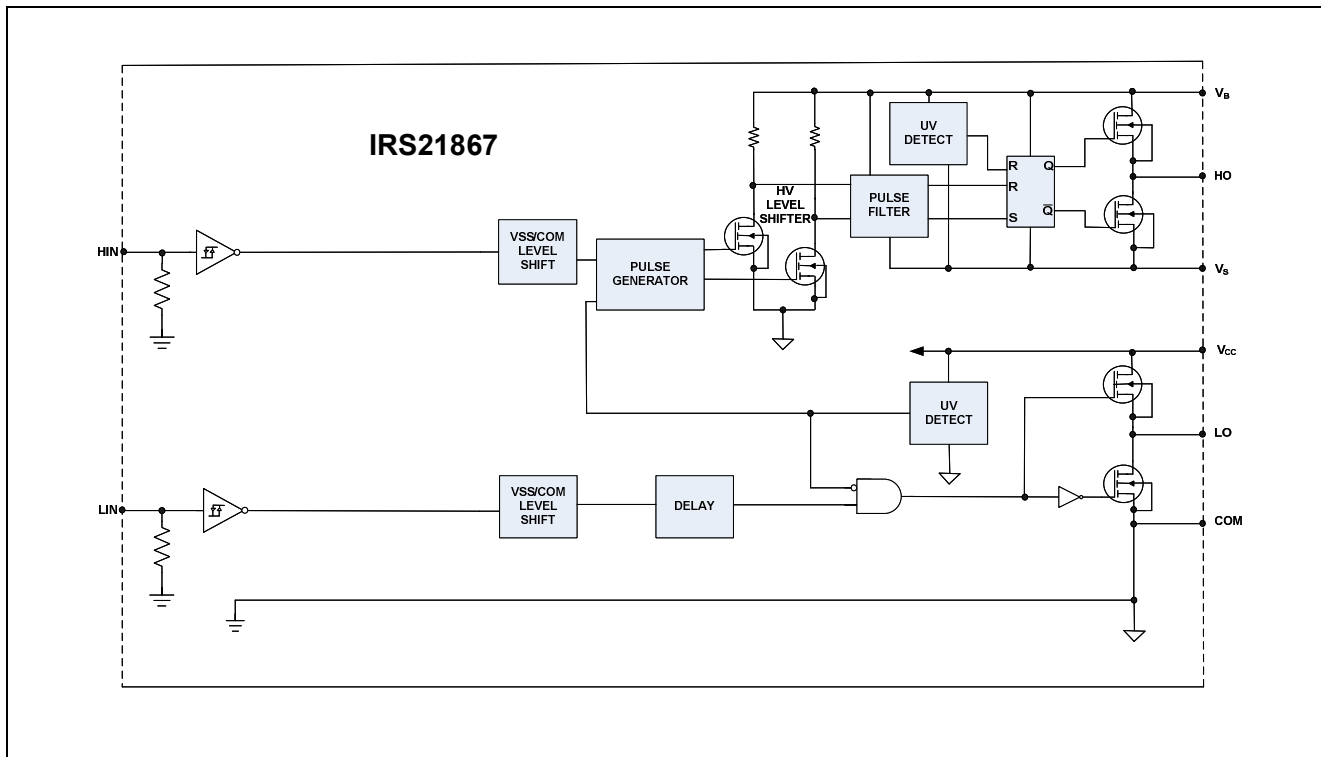 IRS21867
VB
UV
DETECT
R
Q
R
HO
HV
LEVEL
SHIFTER
PULSE
FILTER
S
Q̅
HIN
VSS/COM
LEVEL
SHIFT
PULSE
GENERATOR
VS
VCC
UV
DETECT
LO
LIN
VSS/COM
LEVEL
SHIFT
DELAY
COM